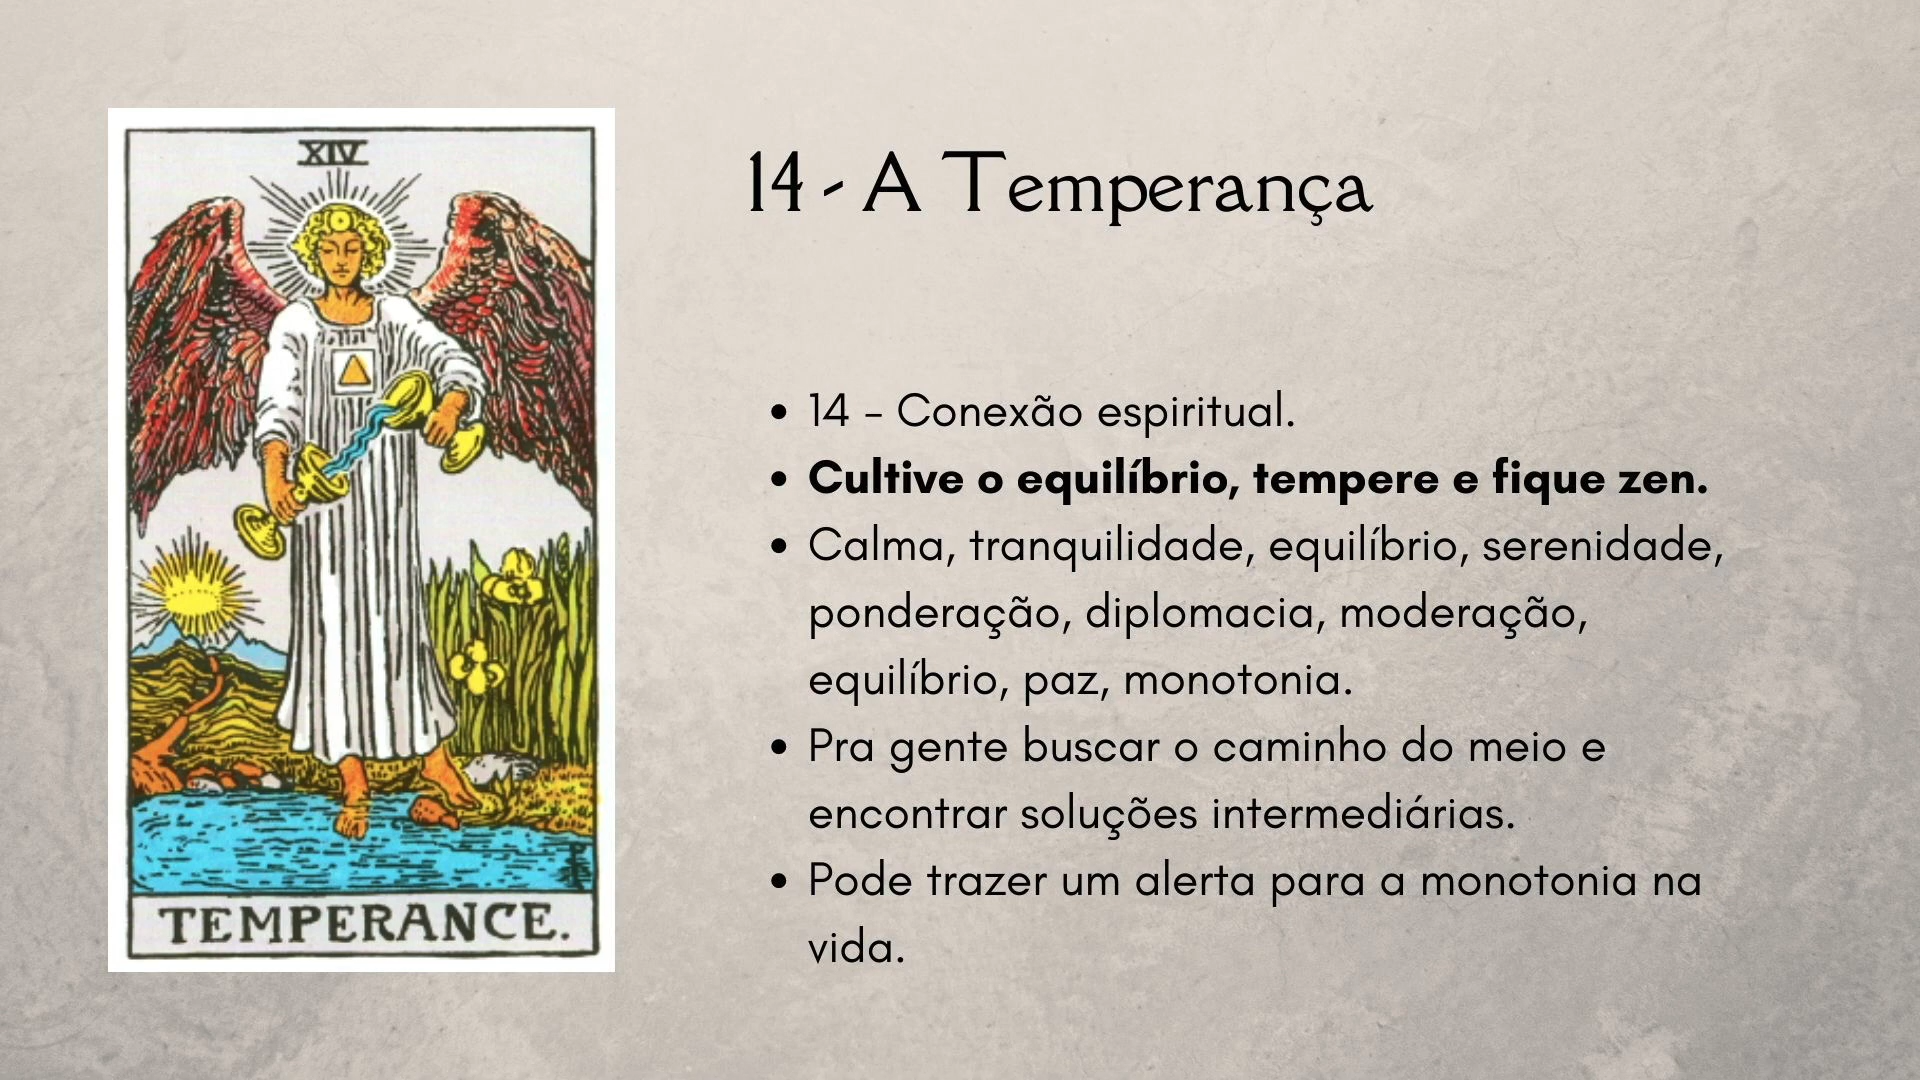 XIV
TEMPERANCE.
14 - A Temperança
• 14 – Conexão espiritual.
• Cultive o equilíbrio, tempere e fique zen.
• Calma, tranquilidade, equilíbrio, serenidade,
ponderação, diplomacia, moderação,
equilíbrio, paz, monotonia.
• Pra gente buscar o caminho do meio e
encontrar soluções intermediárias.
• Pode trazer um alerta para a monotonia na
vida.